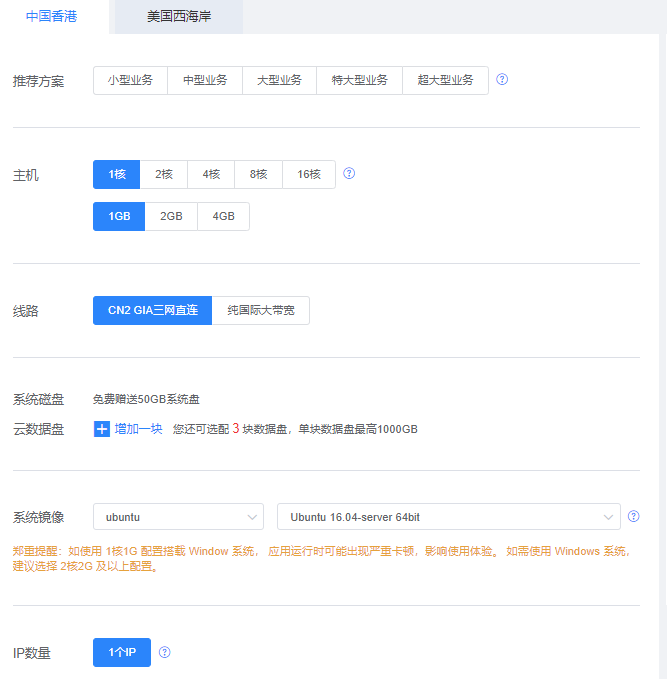 中国香港 美国西海岸
推荐方案 小型业务 中型业务 大型业务 特大型业务 超大型业务
主机 1核 2核 4核 8核 16核
1GB 2GB 4GB
线路 CN2 GIA三网直连 纯国际大带宽
系统磁盘 免费赠送50GB系统盘
云数据盘 增加一块 您还可选配 3 块数据盘，单块数据盘最高1000GB
系统镜像 ubuntu Ubuntu 16.04-server 64bit
郑重提醒：如使用 1核1G 配置搭载 Window 系统， 应用运行时可能出现严重卡顿，影响使用体验。 如需使用 Windows 系统，
建议选择 2核2G 及以上配置。
IP数量 1个IP